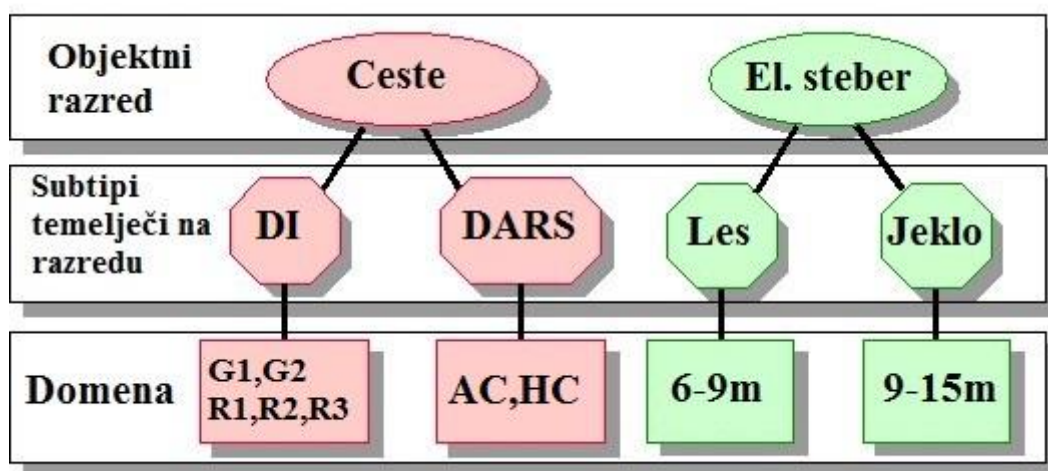 Objektni
razred
Ceste
El. steber
Subtipi
temelječi na
razredu
DI
DARS
Les
Jeklo
Domena
G1,G2
R1,R2,R3
AC,HC
6-9m
9-15m